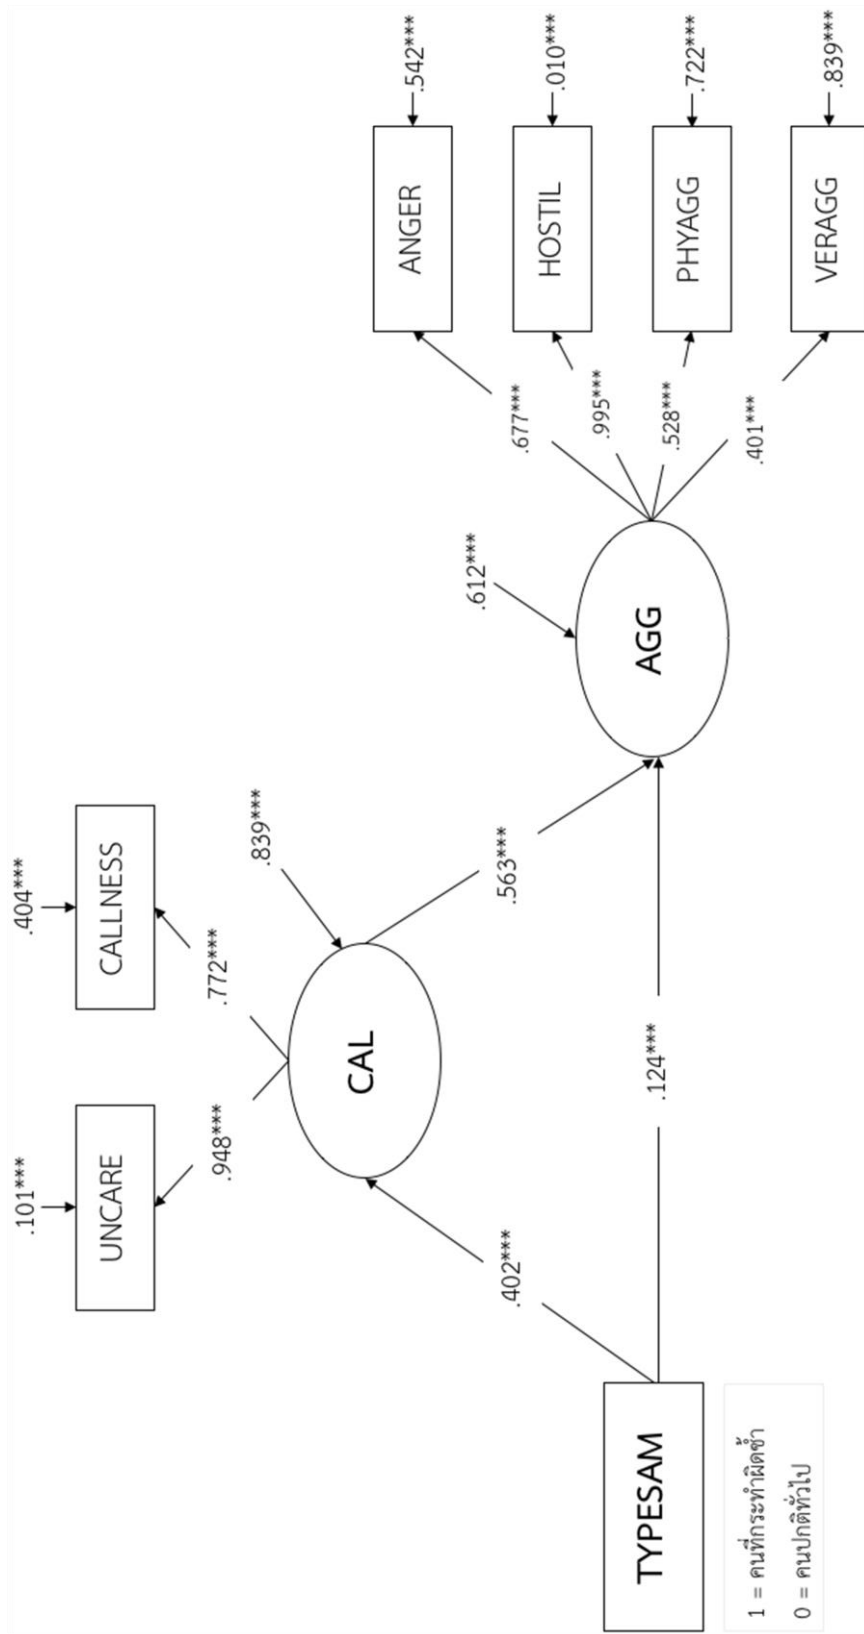 .404***
.101***
CALLNESS
UNCARE
.772***
.948***
.839***
CAL
.402***
.563***
.612***
AGG
.124***
.677***
.995***
.528***
.401***
.542***
ANGER
.010***
HOSTIL
.722***
PHYAGG
.839***
VERAGG
TYPESAM
1 = คนที่กระทำผิดซ้ำ
0 = คนปกติทั่วไป